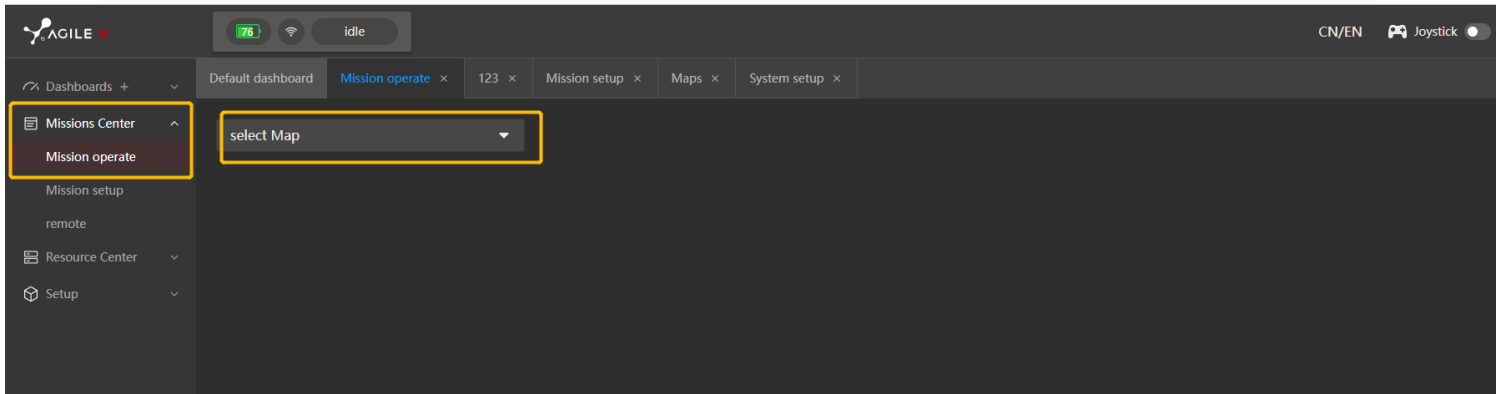 AGILE X
76
idle
CN/EN
Joystick
Dashboards +
Missions Center
Mission operate
Mission setup
remote
Resource Center
Setup
Default dashboard
Mission operate ×
123 ×
Mission setup ×
Maps ×
System setup ×
select Map